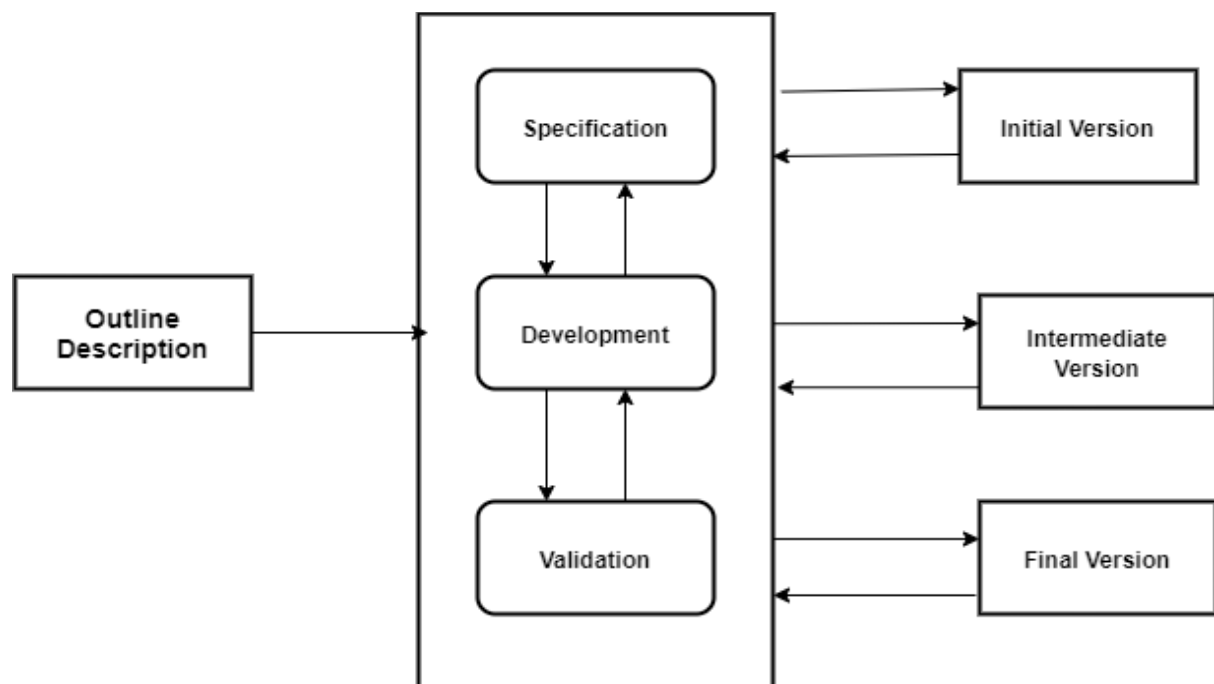 Specification
Initial Version
Outline
Description
Development
Intermediate
Version
Validation
Final Version